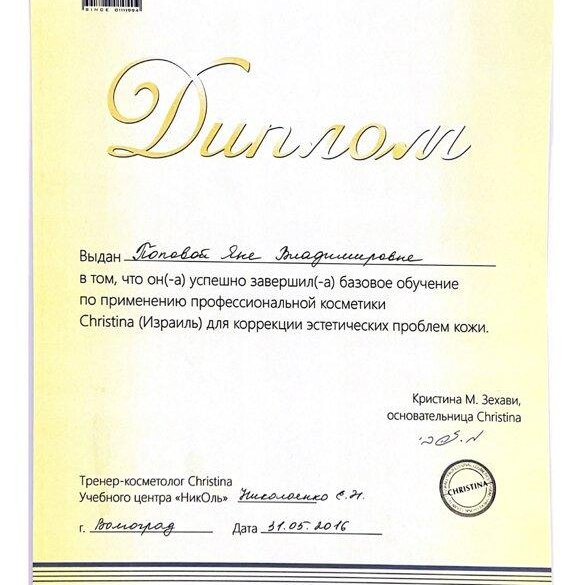 SINCE 01111994
Диплом
Выдан Поповой Яне Владимировне
в том, что он(-а) успешно завершил(-а) базовое обучение
по применению профессиональной косметики
Christina (Израиль) для коррекции эстетических проблем кожи.
Кристина М. Зехави,
основательница Christina
Тренер-косметолог Christina
Учебного центра «НикОль» Николаенко С.Н.
CHRISTINA
г. Волгоград Дата 31.05.2016